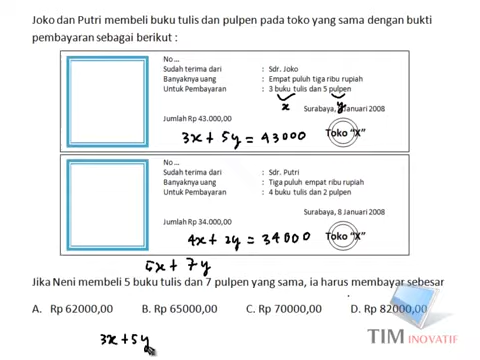 Joko dan Putri membeli buku tulis dan pulpen pada toko yang sama dengan bukti
pembayaran sebagai berikut :
No ...
Sudah terima dari : Sdr. Joko
Banyaknya uang : Empat puluh tiga ribu rupiah
Untuk Pembayaran : 3 buku tulis dan 5 pulpen
x y
Surabaya, Januari 2008
Jumlah Rp 43.000,00
3x + 5y = 43000
Toko "X"
No ...
Sudah terima dari : Sdr. Putri
Banyaknya uang : Tiga puluh empat ribu rupiah
Untuk Pembayaran : 4 buku tulis dan 2 pulpen
Surabaya, 8 Januari 2008
Jumlah Rp 34.000,00
4x + 2y = 34000
Toko "X"
5x + 7y
Jika Neni membeli 5 buku tulis dan 7 pulpen yang sama, ia harus membayar sebesar
A. Rp 62000,00 B. Rp 65000,00 C. Rp 70000,00 D. Rp 82000,00
3x + 5y
TIM INOVATIF